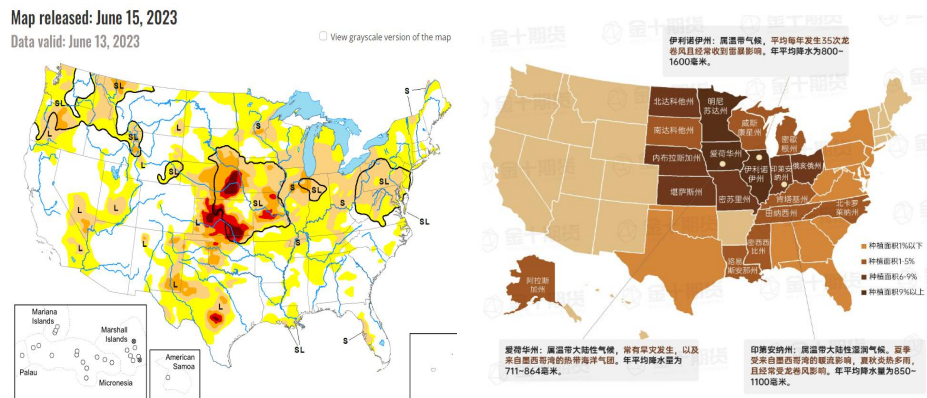 Map released: June 15, 2023
Data valid: June 13, 2023
View grayscale version of the map
SL
S
SL
L
SL
L
S
SL
S
SL
SL
SL
L
L
L
L
S
SL
L
S
L
SL
S
Mariana
Islands
Marshall
Islands
Palau
Micronesia
American
Samoa
金十期货
伊利诺伊州：属温带气候，平均每年发生35次龙
卷风且经常收到雷暴影响。年平均降水为800~
1600毫米。
北达科他州
明尼
苏达州
南达科他州
威斯
康星州
密歇
根州
内布拉斯加州
爱荷华州
伊利诺
伊州
印第安
纳州
俄亥俄州
堪萨斯州
密苏里州
肯塔基州
田纳西州
北卡罗
莱纳州
密西西
比州
路易
斯安那州
阿拉斯
加州
种植面积1%以下
种植面积1-5%
种植面积6-9%
种植面积9%以上
爱荷华州：属温带大陆性气候，常有旱灾发生，以及
来自墨西哥湾的热带海洋气团。年平均降水量为
711~864毫米。
印第安纳州：属温带大陆性湿润气候。夏季
受来自墨西哥湾的暖流影响，夏秋炎热多雨，
且经常受龙卷风影响。年平均降水量为850~
1100毫米。